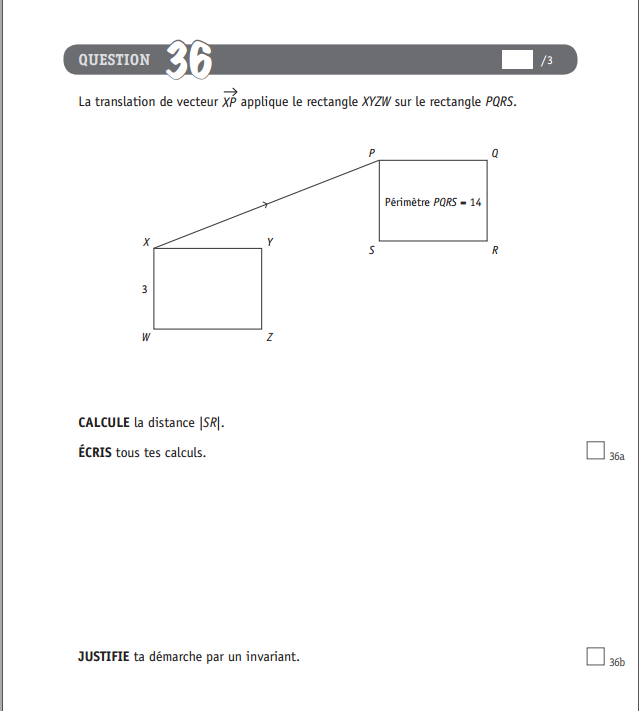 QUESTION 36
/3
La translation de vecteur XP applique le rectangle XYZW sur le rectangle PQRS.
P
Q
Périmètre PQRS = 14
X
Y
S
R
3
W
Z
CALCULE la distance |SR|.
ÉCRIS tous tes calculs.
36a
JUSTIFIE ta démarche par un invariant.
36b